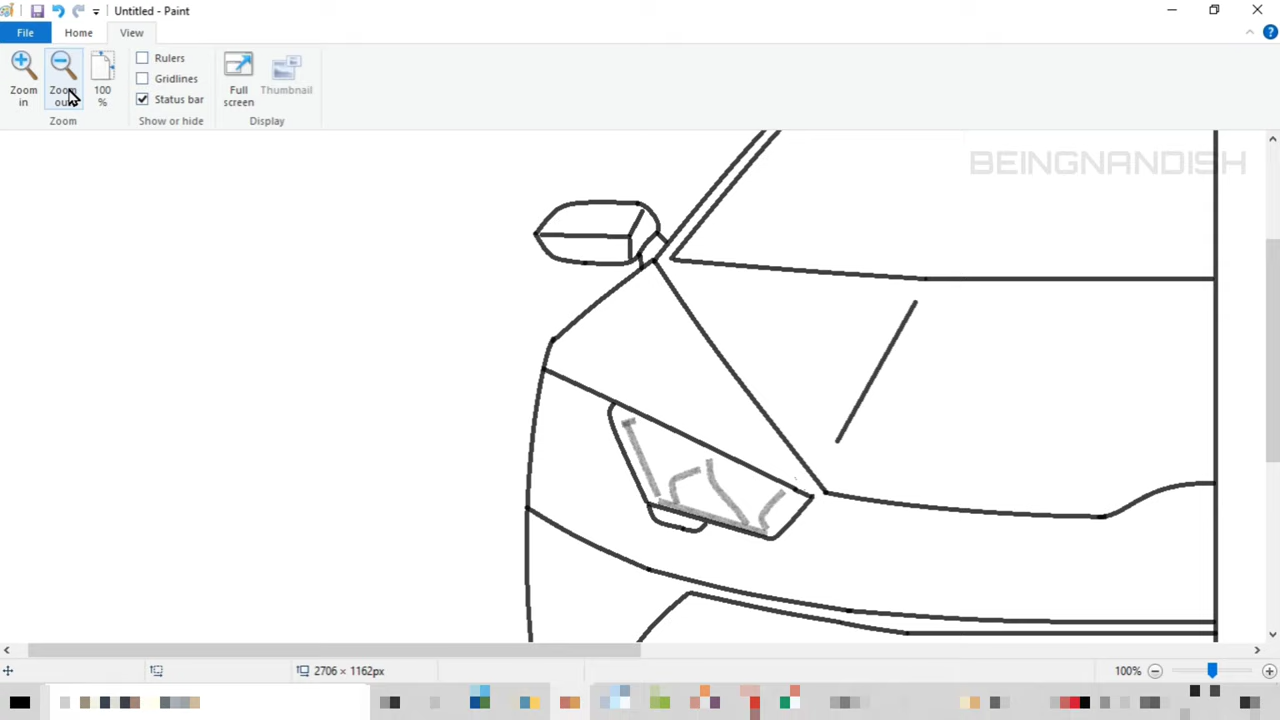 Untitled - Paint
File Home View
Zoom in
Zoom out
100 %
Rulers
Gridlines
Status bar
Full screen
Thumbnail
Zoom
Show or hide
Display
BEINGNANDISH
2706 × 1162px
100%